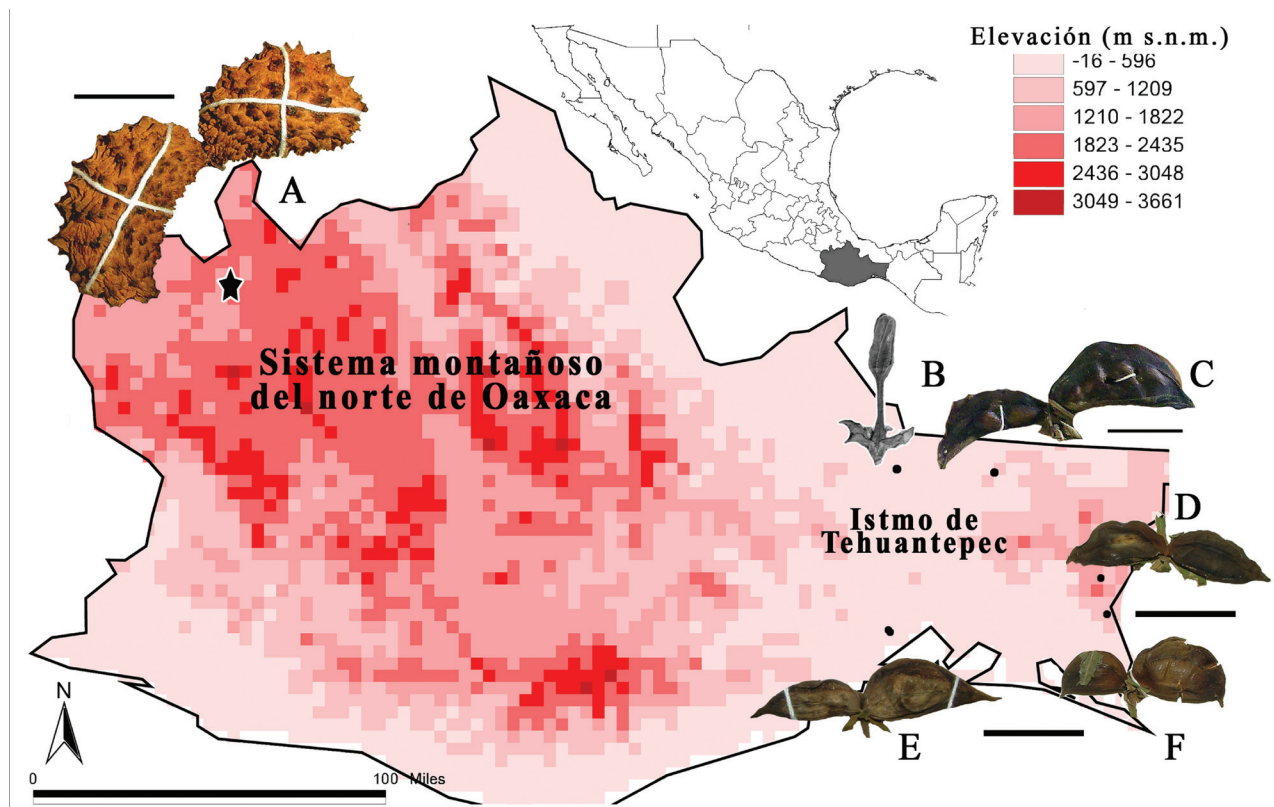 Elevación (m s.n.m.)
-16 - 596
597 - 1209
1210 - 1822
1823 - 2435
2436 - 3048
3049 - 3661
A
Sistema montañoso
del norte de Oaxaca
B
C
Istmo de
Tehuantepec
D
E
F
N
0
100 Miles